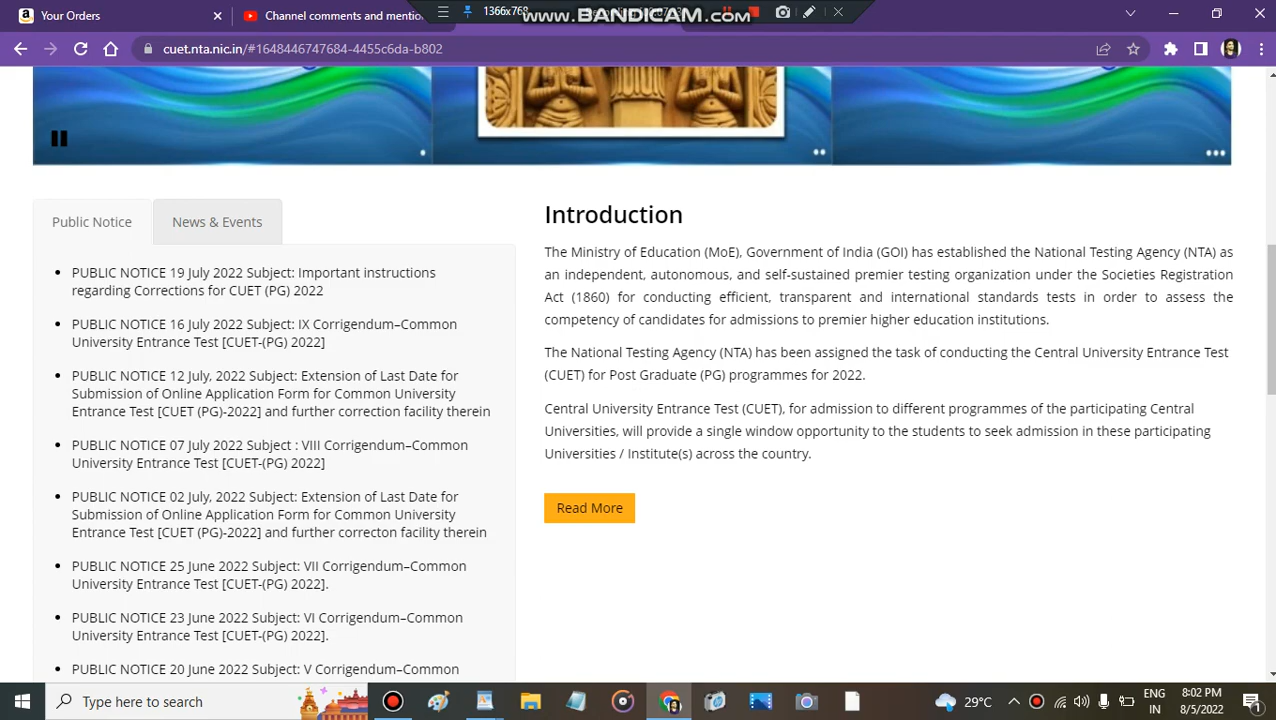 Your Orders
Channel comments and mentio
1366x768
www.BANDICAM.com
cuet.nta.nic.in/#1648446747684-4455c6da-b802
Public Notice
News & Events
PUBLIC NOTICE 19 July 2022 Subject: Important instructions
regarding Corrections for CUET (PG) 2022
PUBLIC NOTICE 16 July 2022 Subject: IX Corrigendum–Common
University Entrance Test [CUET-(PG) 2022]
PUBLIC NOTICE 12 July, 2022 Subject: Extension of Last Date for
Submission of Online Application Form for Common University
Entrance Test [CUET (PG)-2022] and further correction facility therein
PUBLIC NOTICE 07 July 2022 Subject : VIII Corrigendum–Common
University Entrance Test [CUET-(PG) 2022]
PUBLIC NOTICE 02 July, 2022 Subject: Extension of Last Date for
Submission of Online Application Form for Common University
Entrance Test [CUET (PG)-2022] and further correcton facility therein
PUBLIC NOTICE 25 June 2022 Subject: VII Corrigendum–Common
University Entrance Test [CUET-(PG) 2022].
PUBLIC NOTICE 23 June 2022 Subject: VI Corrigendum–Common
University Entrance Test [CUET-(PG) 2022].
PUBLIC NOTICE 20 June 2022 Subject: V Corrigendum–Common
Introduction
The Ministry of Education (MoE), Government of India (GOI) has established the National Testing Agency (NTA) as
an independent, autonomous, and self-sustained premier testing organization under the Societies Registration
Act (1860) for conducting efficient, transparent and international standards tests in order to assess the
competency of candidates for admissions to premier higher education institutions.
The National Testing Agency (NTA) has been assigned the task of conducting the Central University Entrance Test
(CUET) for Post Graduate (PG) programmes for 2022.
Central University Entrance Test (CUET), for admission to different programmes of the participating Central
Universities, will provide a single window opportunity to the students to seek admission in these participating
Universities / Institute(s) across the country.
Read More
Type here to search
29°C
ENG
IN
8:02 PM
8/5/2022
1